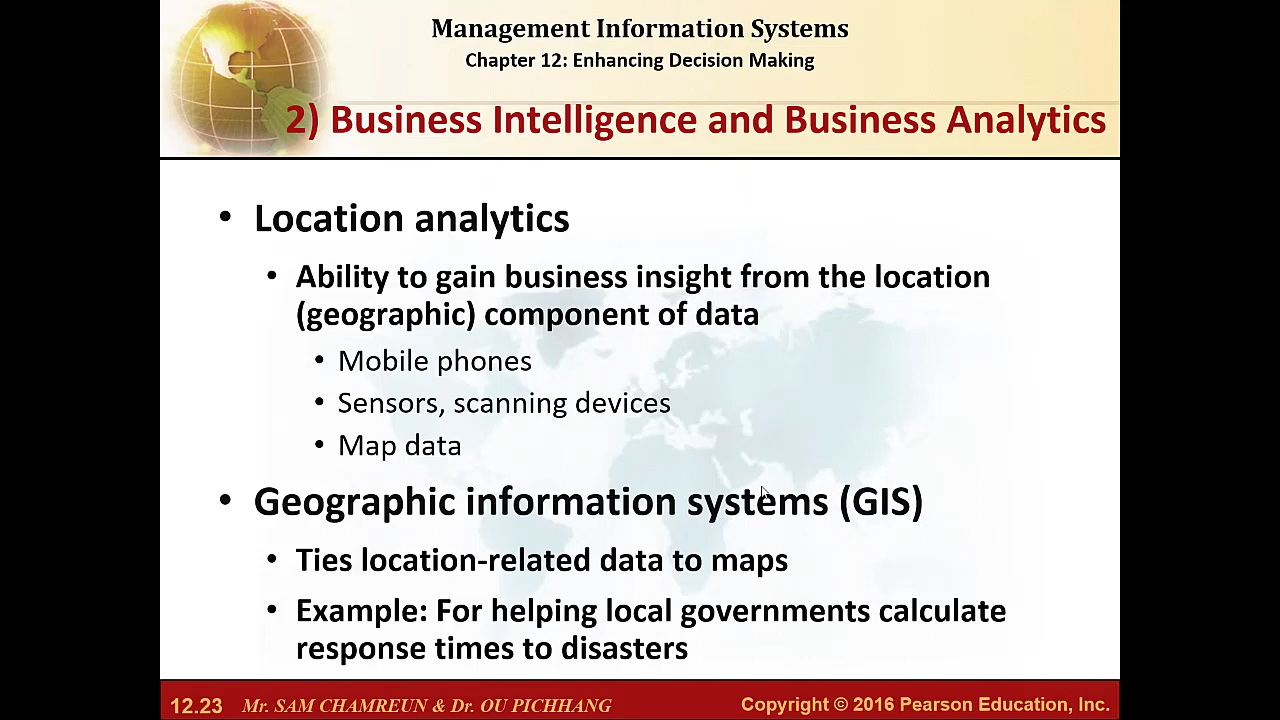 Management Information Systems
Chapter 12: Enhancing Decision Making
2) Business Intelligence and Business Analytics
• Location analytics
• Ability to gain business insight from the location
(geographic) component of data
• Mobile phones
• Sensors, scanning devices
• Map data
• Geographic information systems (GIS)
• Ties location-related data to maps
• Example: For helping local governments calculate
response times to disasters
12.23 Mr. SAM CHAMREUN & Dr. OU PICHHANG Copyright © 2016 Pearson Education, Inc.